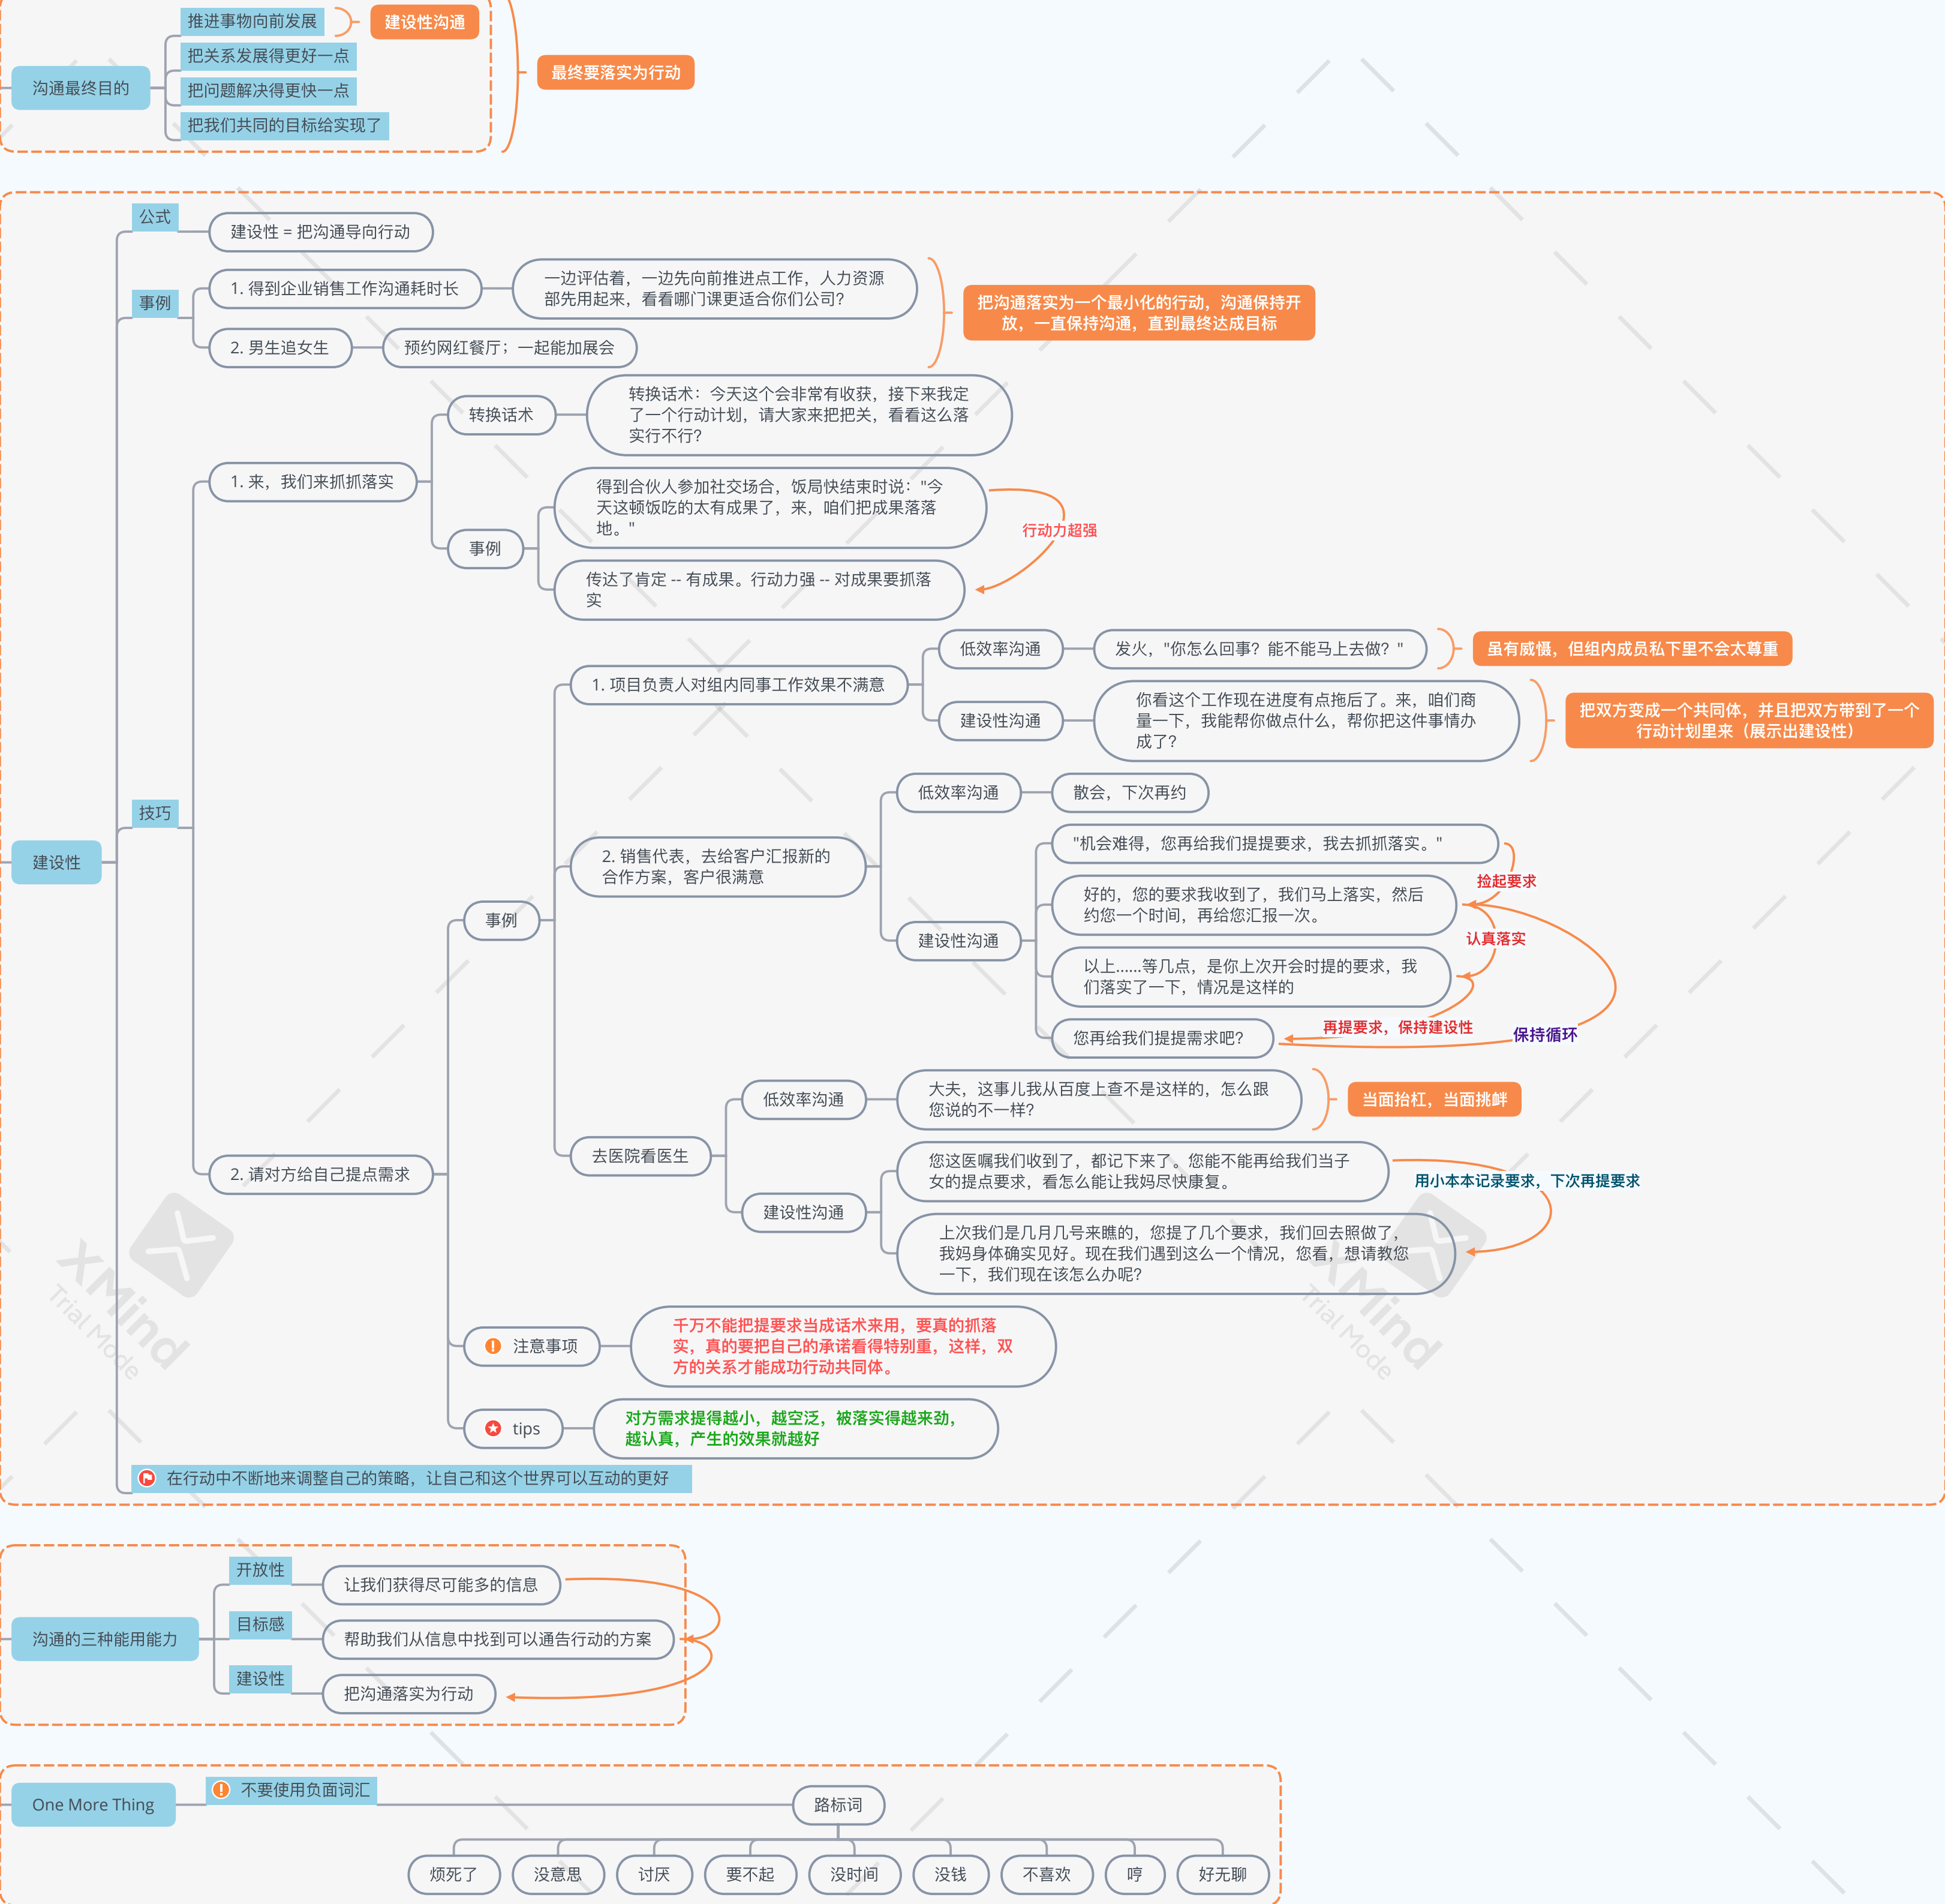 推进事物向前发展
建设性沟通
把关系发展得更好一点
最终要落实为行动
沟通最终目的
把问题解决得更快一点
把我们共同的目标给实现了
公式
建设性 = 把沟通导向行动
事例
1. 得到企业销售工作沟通耗时长
一边评估着，一边先向前推进点工作，人力资源
部先用起来，看看哪门课更适合你们公司？
把沟通落实为一个最小化的行动，沟通保持开
放，一直保持沟通，直到最终达成目标
2. 男生追女生
预约网红餐厅；一起能加展会
转换话术
转换话术：今天这个会非常有收获，接下来我定
了一个行动计划，请大家来把把关，看看这么落
实行不行？
1. 来，我们来抓抓落实
得到合伙人参加社交场合，饭局快结束时说："今
天这顿饭吃的太有成果了，来，咱们把成果落落
地。"
行动力超强
事例
传达了肯定 -- 有成果。行动力强 -- 对成果要抓落
实
低效率沟通
发火，"你怎么回事？能不能马上去做？"
虽有威慑，但组内成员私下里不会太尊重
1. 项目负责人对组内同事工作效果不满意
建设性沟通
你看这个工作现在进度有点拖后了。来，咱们商
量一下，我能帮你做点什么，帮你把这件事情办
成了？
把双方变成一个共同体，并且把双方带到了一个
行动计划里来（展示出建设性）
低效率沟通
散会，下次再约
技巧
建设性
2. 销售代表，去给客户汇报新的
合作方案，客户很满意
"机会难得，您再给我们提提要求，我去抓抓落实。"
捡起要求
好的，您的要求我收到了，我们马上落实，然后
约您一个时间，再给您汇报一次。
事例
建设性沟通
认真落实
以上……等几点，是你上次开会时提的要求，我
们落实了一下，情况是这样的
再提要求，保持建设性
保持循环
您再给我们提提需求吧？
低效率沟通
大夫，这事儿我从百度上查不是这样的，怎么跟
您说的不一样？
当面抬杠，当面挑衅
去医院看医生
2. 请对方给自己提点需求
您这医嘱我们收到了，都记下来了。您能不能再给我们当子
女的提点要求，看怎么能让我妈尽快康复。
用小本本记录要求，下次再提要求
建设性沟通
上次我们是几月几号来瞧的，您提了几个要求，我们回去照做了，
我妈身体确实见好。现在我们遇到这么一个情况，您看，想请教您
一下，我们现在该怎么办呢？
XMind
Trial Mode
XMind
Trial Mode
注意事项
千万不能把提要求当成话术来用，要真的抓落
实，真的要把自己的承诺看得特别重，这样，双
方的关系才能成功行动共同体。
tips
对方需求提得越小，越空泛，被落实得越来劲，
越认真，产生的效果就越好
在行动中不断地来调整自己的策略，让自己和这个世界可以互动的更好
开放性
让我们获得尽可能多的信息
沟通的三种能用能力
目标感
帮助我们从信息中找到可以通告行动的方案
建设性
把沟通落实为行动
One More Thing
不要使用负面词汇
路标词
烦死了
没意思
讨厌
要不起
没时间
没钱
不喜欢
哼
好无聊